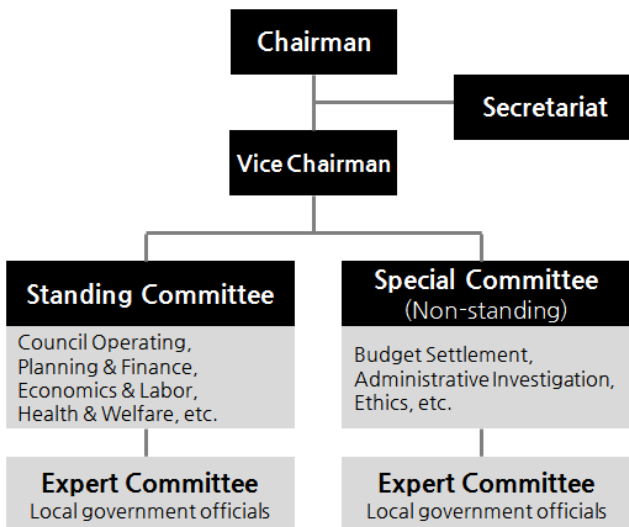 Chairman
Secretariat
Vice Chairman
Standing Committee
Council Operating,
Planning & Finance,
Economics & Labor,
Health & Welfare, etc.
Expert Committee
Local government officials
Special Committee
(Non-standing)
Budget Settlement,
Administrative Investigation,
Ethics, etc.
Expert Committee
Local government officials